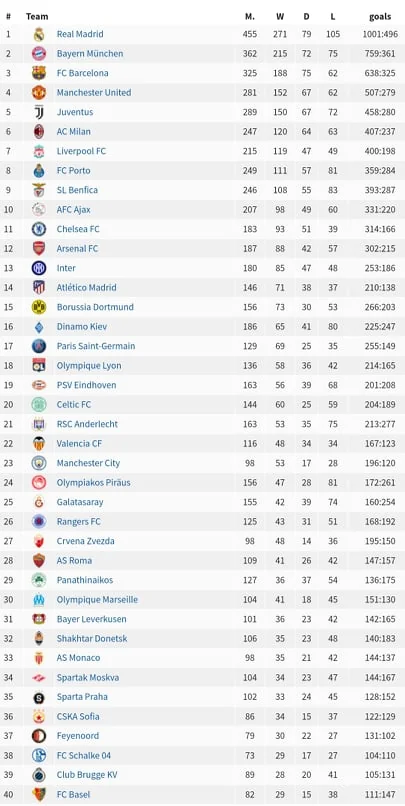 # Team M. W D L goals
1 Real Madrid 455 271 79 105 1001:496
2 Bayern München 362 215 72 75 759:361
3 FC Barcelona 325 188 75 62 638:325
4 Manchester United 281 152 67 62 507:279
5 Juventus 289 150 67 72 458:280
6 AC Milan 247 120 64 63 407:237
7 Liverpool FC 215 119 47 49 400:198
8 FC Porto 249 111 57 81 359:284
9 SL Benfica 246 108 55 83 393:287
10 AFC Ajax 207 98 49 60 331:220
11 Chelsea FC 183 93 51 39 314:166
12 Arsenal FC 187 88 42 57 302:215
13 Inter 180 85 47 48 253:186
14 Atlético Madrid 146 71 38 37 210:138
15 Borussia Dortmund 156 73 30 53 266:203
16 Dinamo Kiev 186 65 41 80 225:247
17 Paris Saint-Germain 129 69 25 35 255:149
18 Olympique Lyon 136 58 36 42 214:165
19 PSV Eindhoven 163 56 39 68 201:208
20 Celtic FC 144 60 25 59 204:189
21 RSC Anderlecht 163 53 35 75 213:277
22 Valencia CF 116 48 34 34 167:123
23 Manchester City 98 53 17 28 196:120
24 Olympiakos Piräus 156 47 28 81 172:261
25 Galatasaray 155 42 39 74 160:254
26 Rangers FC 125 43 31 51 168:192
27 Crvena Zvezda 98 48 14 36 195:150
28 AS Roma 109 41 26 42 147:157
29 Panathinaikos 127 36 37 54 136:175
30 Olympique Marseille 104 41 18 45 151:130
31 Bayer Leverkusen 101 36 23 42 142:165
32 Shakhtar Donetsk 106 35 23 48 140:183
33 AS Monaco 98 35 21 42 144:137
34 Spartak Moskva 104 34 23 47 144:167
35 Sparta Praha 102 33 24 45 128:152
36 CSKA Sofia 86 34 15 37 122:129
37 Feyenoord 79 30 22 27 131:102
38 FC Schalke 04 73 29 17 27 104:110
39 Club Brugge KV 89 28 20 41 105:131
40 FC Basel 82 29 15 38 111:147